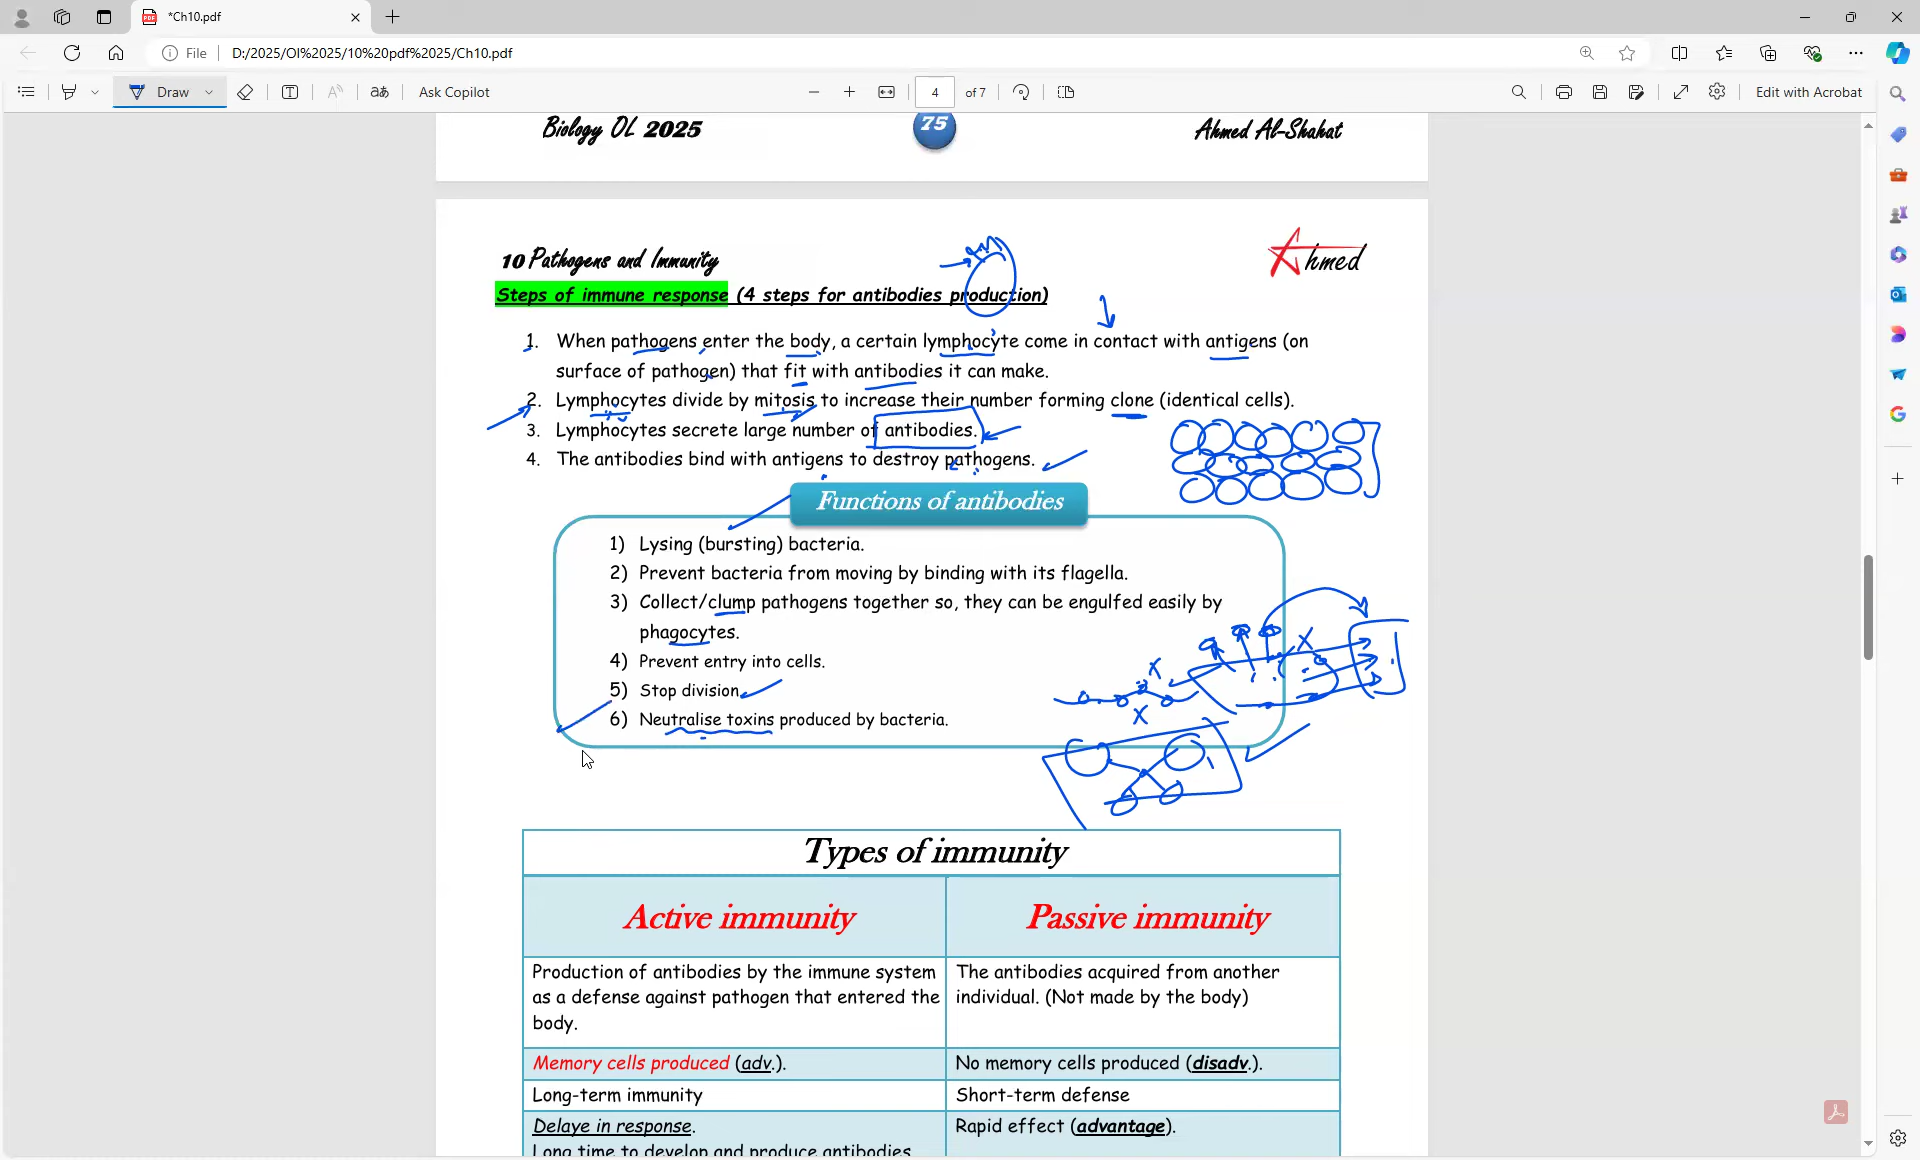 *Ch10.pdf
File
D:/2025/Ol%2025/10%20pdf%2025/Ch10.pdf
Draw
Ask Copilot
4 of 7
Edit with Acrobat
Biology OL 2025
75
Ahmed Al-Shahat
10 Pathogens and Immunity
Ahmed
Steps of immune response (4 steps for antibodies production)
1. When pathogens enter the body, a certain lymphocyte come in contact with antigens (on
surface of pathogen) that fit with antibodies it can make.
2. Lymphocytes divide by mitosis to increase their number forming clone (identical cells).
3. Lymphocytes secrete large number of antibodies.
4. The antibodies bind with antigens to destroy pathogens.
Functions of antibodies
1) Lysing (bursting) bacteria.
2) Prevent bacteria from moving by binding with its flagella.
3) Collect/clump pathogens together so, they can be engulfed easily by
phagocytes.
4) Prevent entry into cells.
5) Stop division.
6) Neutralise toxins produced by bacteria.
Types of immunity
Active immunity
Passive immunity
Production of antibodies by the immune system
as a defense against pathogen that entered the
body.
The antibodies acquired from another
individual. (Not made by the body)
Memory cells produced (adv.).
No memory cells produced (disadv.).
Long-term immunity
Short-term defense
Delaye in response.
Rapid effect (advantage).
Long time to develop and produce antibodies